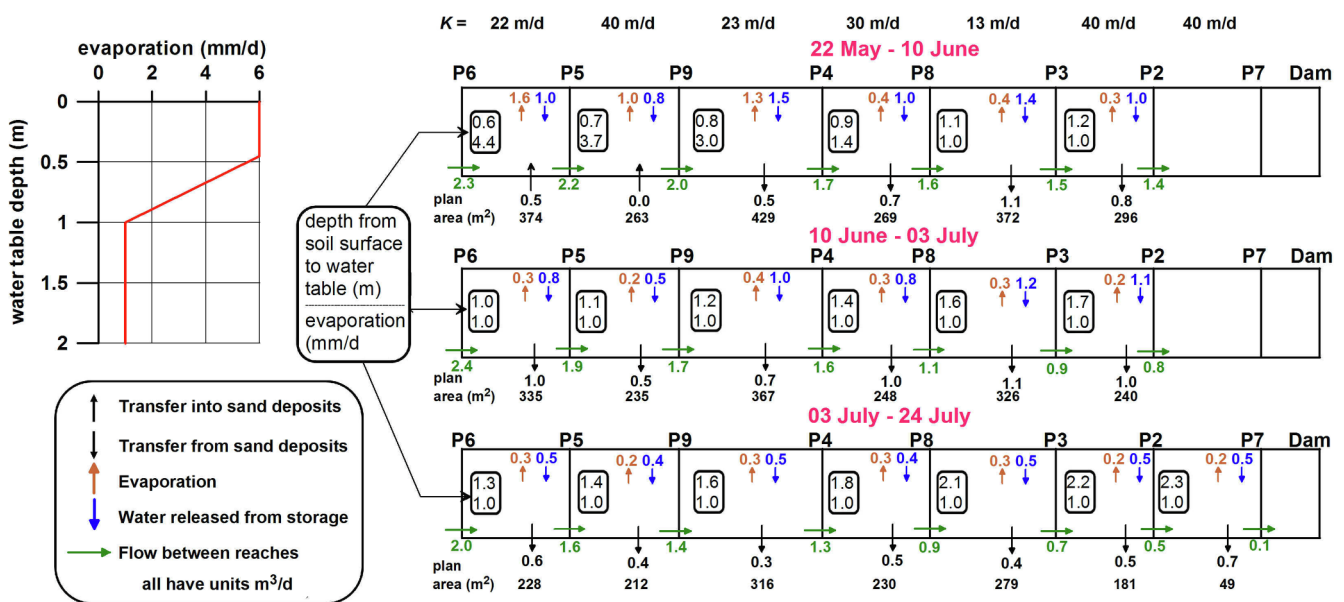 evaporation (mm/d)
0 2 4 6
water table depth (m)
0
0.5
1
1.5
2
depth from
soil surface
to water
table (m)
evaporation
(mm/d
Transfer into sand deposits
Transfer from sand deposits
Evaporation
Water released from storage
Flow between reaches
all have units m³/d
K = 22 m/d 40 m/d 23 m/d 30 m/d 13 m/d 40 m/d 40 m/d
22 May - 10 June
P6 P5 P9 P4 P8 P3 P2 P7 Dam
1.6 1.0 1.0 0.8 1.3 1.5 0.4 1.0 0.4 1.4 0.3 1.0
0.6 0.7 0.8 0.9 1.1 1.2
4.4 3.7 3.0 1.4 1.0 1.0
2.3 2.2 2.0 1.7 1.6 1.5 1.4
plan 0.5 0.0 0.5 0.7 1.1 0.8
area (m²) 374 263 429 269 372 296
10 June - 03 July
P6 P5 P9 P4 P8 P3 P2 P7 Dam
0.3 0.8 0.2 0.5 0.4 1.0 0.3 0.8 0.3 1.2 0.2 1.1
1.0 1.1 1.2 1.4 1.6 1.7
1.0 1.0 1.0 1.0 1.0 1.0
2.4 1.9 1.7 1.6 1.1 0.9 0.8
plan 1.0 0.5 0.7 1.0 1.1 1.0
area (m²) 335 235 367 248 326 240
03 July - 24 July
P6 P5 P9 P4 P8 P3 P2 P7 Dam
0.3 0.5 0.2 0.4 0.3 0.5 0.3 0.4 0.3 0.5 0.2 0.5 0.2 0.5
1.3 1.4 1.6 1.8 2.1 2.2 2.3
1.0 1.0 1.0 1.0 1.0 1.0 1.0
2.0 1.6 1.4 1.3 0.9 0.7 0.5 0.1
plan 0.6 0.4 0.3 0.5 0.4 0.5 0.7
area (m²) 228 212 316 230 279 181 49